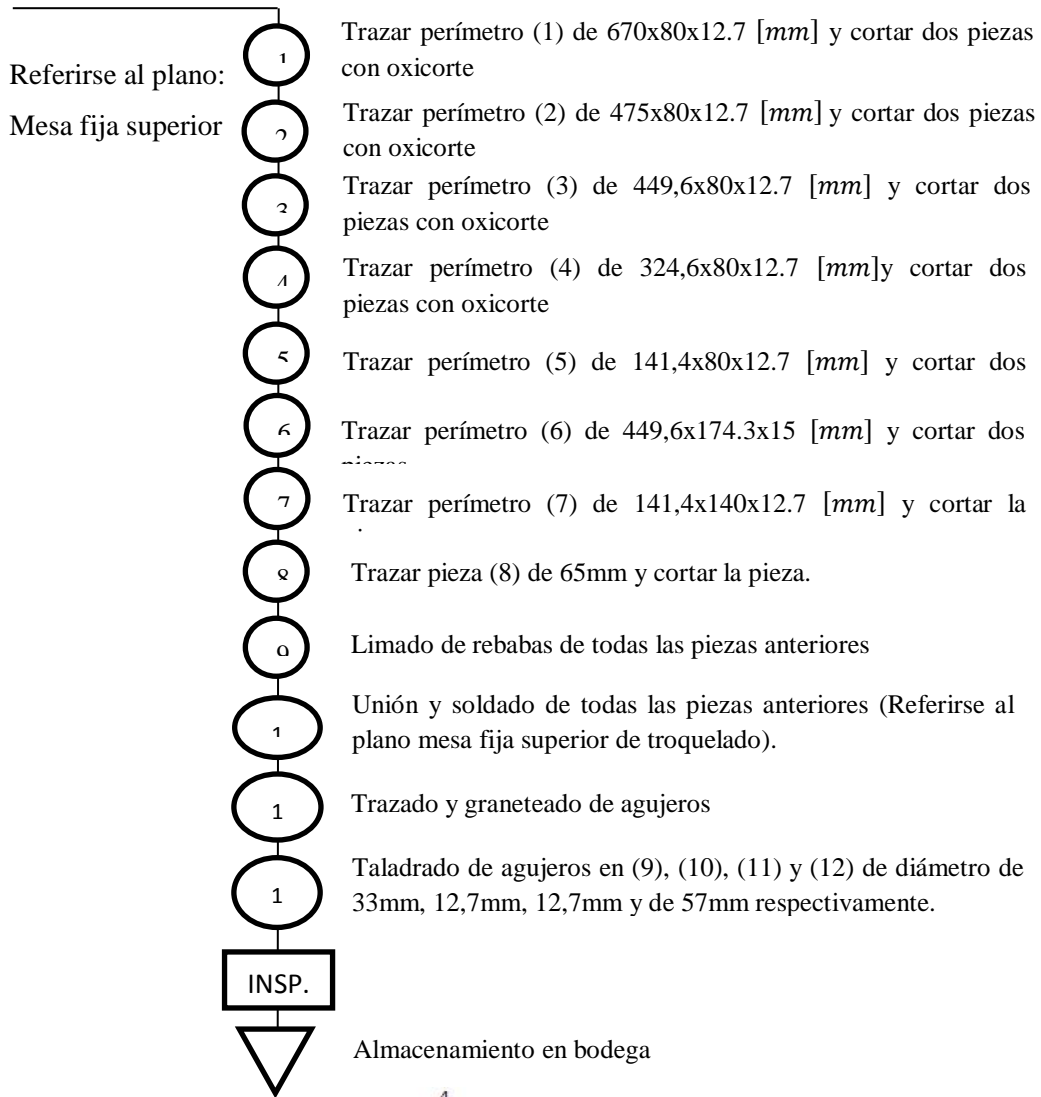 Referirse al plano:
Mesa fija superior
1
Trazar perímetro (1) de 670x80x12.7 [mm] y cortar dos piezas
con oxicorte
2
Trazar perímetro (2) de 475x80x12.7 [mm] y cortar dos piezas
con oxicorte
3
Trazar perímetro (3) de 449,6x80x12.7 [mm] y cortar dos
piezas con oxicorte
4
Trazar perímetro (4) de 324,6x80x12.7 [mm]y cortar dos
piezas con oxicorte
5
Trazar perímetro (5) de 141,4x80x12.7 [mm] y cortar dos
6
Trazar perímetro (6) de 449,6x174.3x15 [mm] y cortar dos
piezas
7
Trazar perímetro (7) de 141,4x140x12.7 [mm] y cortar la
8
Trazar pieza (8) de 65mm y cortar la pieza.
9
Limado de rebabas de todas las piezas anteriores
1
Unión y soldado de todas las piezas anteriores (Referirse al
plano mesa fija superior de troquelado).
1
Trazado y graneteado de agujeros
1
Taladrado de agujeros en (9), (10), (11) y (12) de diámetro de
33mm, 12,7mm, 12,7mm y de 57mm respectivamente.
INSP.
Almacenamiento en bodega